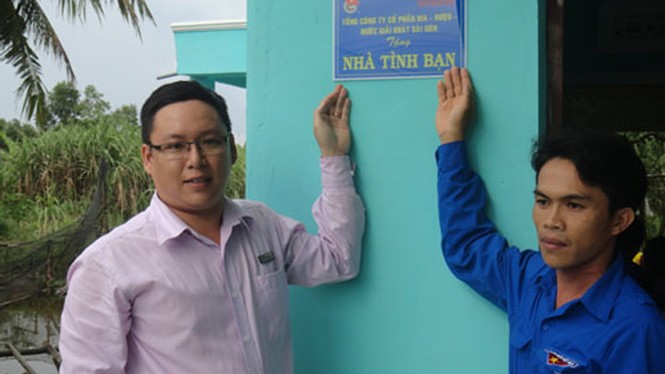 TỔNG CÔNG TY CỔ PHẦN BIA - RƯỢU
NƯỚC GIẢI KHÁT SÀI GÒN
Tặng
NHÀ TÌNH BẠN